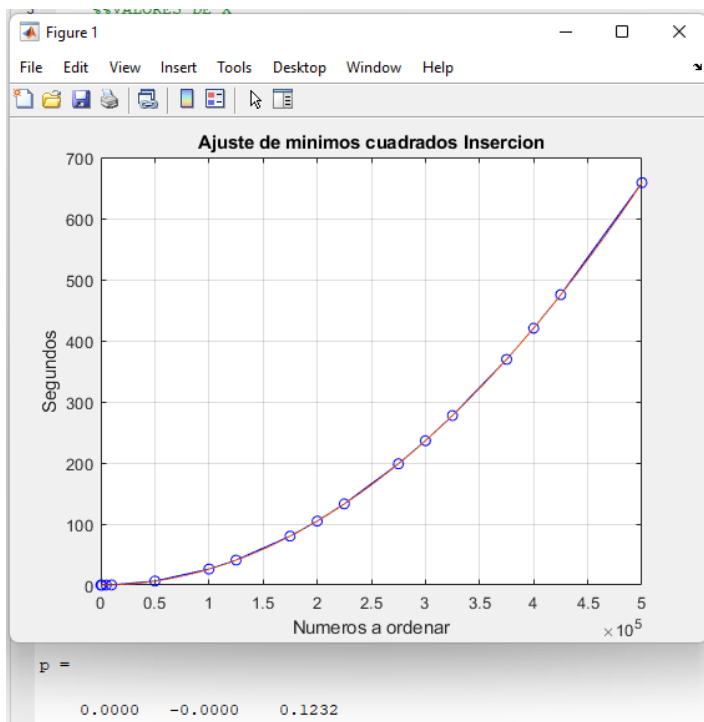 %%VALORES DE X
Figure 1
File Edit View Insert Tools Desktop Window Help
Ajuste de minimos cuadrados Insercion
700
600
500
400
300
200
100
0
Segundos
0 0.5 1 1.5 2 2.5 3 3.5 4 4.5 5
Numeros a ordenar
× 10^5
p =
0.0000 -0.0000 0.1232